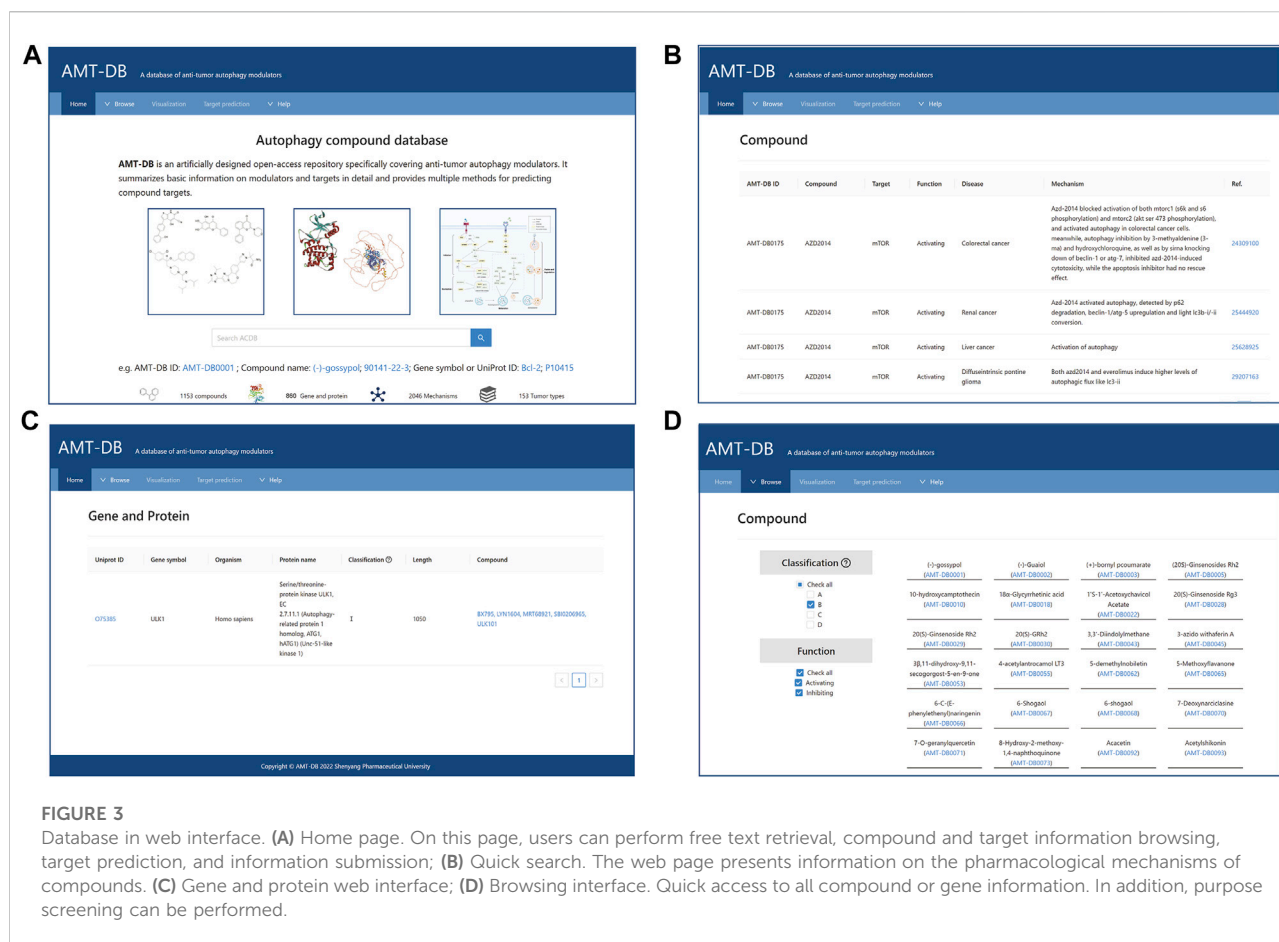 A
AMT-DB A database of anti-tumor autophagy modulators
Home Browse Visualization Target prediction Help
Autophagy compound database
AMT-DB is an artificially designed open-access repository specifically covering anti-tumor autophagy modulators. It
summarizes basic information on modulators and targets in detail and provides multiple methods for predicting
compound targets.
Search ACDB
e.g. AMT-DB ID: AMT-DB0001 ; Compound name: (-)-gossypol; 90141-22-3; Gene symbol or UniProt ID: Bcl-2; P10415
1153 compounds 860 Gene and protein 2046 Mechanisms 153 Tumor types
B
AMT-DB A database of anti-tumor autophagy modulators
Home Browse Visualization Target prediction Help
Compound
AMT-DB ID Compound Target Function Disease Mechanism Ref.
Azd-2014 blocked activation of both mtorc1 (s6k and s6
phosphorylation) and mtorc2 (akt ser 473 phosphorylation),
and activated autophagy in colorectal cancer cells.
meanwhile, autophagy inhibition by 3-methyaldenine (3-
AMT-DB0175 AZD2014 mTOR Activating Colorectal cancer ma) and hydroxychloroquine, as well as by sirna knocking 24309100
down of beclin-1 or atg-7, inhibited azd-2014-induced
cytotoxicity, while the apoptosis inhibitor had no rescue
effect.
Azd-2014 activated autophagy, detected by p62
AMT-DB0175 AZD2014 mTOR Activating Renal cancer degradation, beclin-1/atg-5 upregulation and light lc3b-i/-ii 25444920
conversion.
AMT-DB0175 AZD2014 mTOR Activating Liver cancer Activation of autophagy 25628925
AMT-DB0175 AZD2014 mTOR Activating Diffuseintrinsic pontine Both azd2014 and everolimus induce higher levels of 29207163
glioma autophagic flux like lc3-ii
C
AMT-DB A database of anti-tumor autophagy modulators
Home Browse Visualization Target prediction Help
Gene and Protein
Uniprot ID Gene symbol Organism Protein name Classification Length Compound
Serine/threonine-
protein kinase ULK1,
EC
2.7.11.1 (Autophagy-
O75385 ULK1 Homo sapiens related protein 1 I 1050 BX795, LYN1604, MRT68921, SBI0206965,
homolog, ATG1, ULK101
hATG1) (Unc-51-like
kinase 1)
< 1 >
Copyright © AMT-DB 2022 Shenyang Pharmaceutical University
D
AMT-DB A database of anti-tumor autophagy modulators
Home Browse Visualization Target prediction Help
Compound
Classification
Check all
A
B
C
D
Function
Check all
Activating
Inhibiting
(-)-gossypol (-)-Guaiol (+)-bornyl pcoumarate (20S)-Ginsenosides Rh2
(AMT-DB0001) (AMT-DB0002) (AMT-DB0003) (AMT-DB0005)
10-hydroxycamptothecin 18α-Glycyrrhetinic acid 1'S-1'-Acetoxychavicol 20(S)-Ginsenoside Rg3
(AMT-DB0010) (AMT-DB0018) Acetate (AMT-DB0028)
(AMT-DB0022)
20(S)-Ginsenoside Rh2 20(S)-GRh2 3,3'-Diindolylmethane 3-azido withaferin A
(AMT-DB0029) (AMT-DB0030) (AMT-DB0043) (AMT-DB0045)
3β,11-dihydroxy-9,11- 4-acetylantrocamol LT3 5-demethylnobiletin 5-Methoxyflavanone
secogorgost-5-en-9-one (AMT-DB0055) (AMT-DB0062) (AMT-DB0065)
(AMT-DB0053)
6-C-(E- 6-Shogaol 6-shogaol 7-Deoxynarciclasine
phenylethenyl)naringenin (AMT-DB0067) (AMT-DB0068) (AMT-DB0070)
(AMT-DB0066)
7-O-geranylquercetin 8-Hydroxy-2-methoxy- Acacetin Acetylshikonin
(AMT-DB0071) 1,4-naphthoquinone (AMT-DB0092) (AMT-DB0093)
(AMT-DB0073)
FIGURE 3
Database in web interface. (A) Home page. On this page, users can perform free text retrieval, compound and target information browsing,
target prediction, and information submission; (B) Quick search. The web page presents information on the pharmacological mechanisms of
compounds. (C) Gene and protein web interface; (D) Browsing interface. Quick access to all compound or gene information. In addition, purpose
screening can be performed.